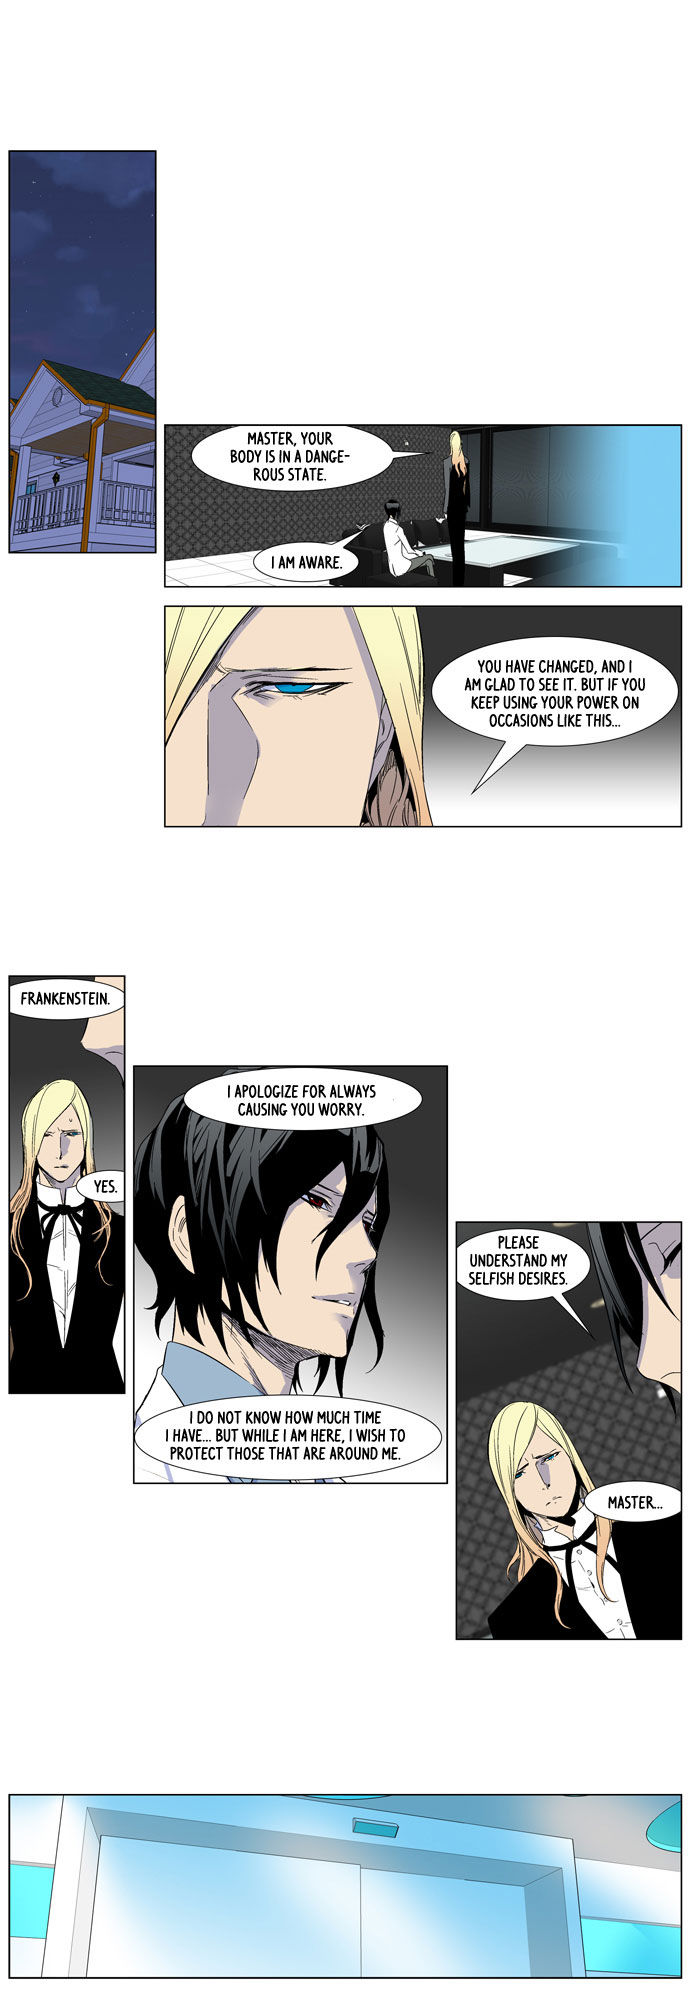 MASTER, YOUR
BODY IS IN A DANGE-
ROUS STATE.
I AM AWARE.
YOU HAVE CHANGED, AND I
AM GLAD TO SEE IT. BUT IF YOU
KEEP USING YOUR POWER ON
OCCASIONS LIKE THIS...
FRANKENSTEIN.
YES.
I APOLOGIZE FOR ALWAYS
CAUSING YOU WORRY.
I DO NOT KNOW HOW MUCH TIME
I HAVE... BUT WHILE I AM HERE, I WISH TO
PROTECT THOSE THAT ARE AROUND ME.
PLEASE
UNDERSTAND MY
SELFISH DESIRES.
MASTER...